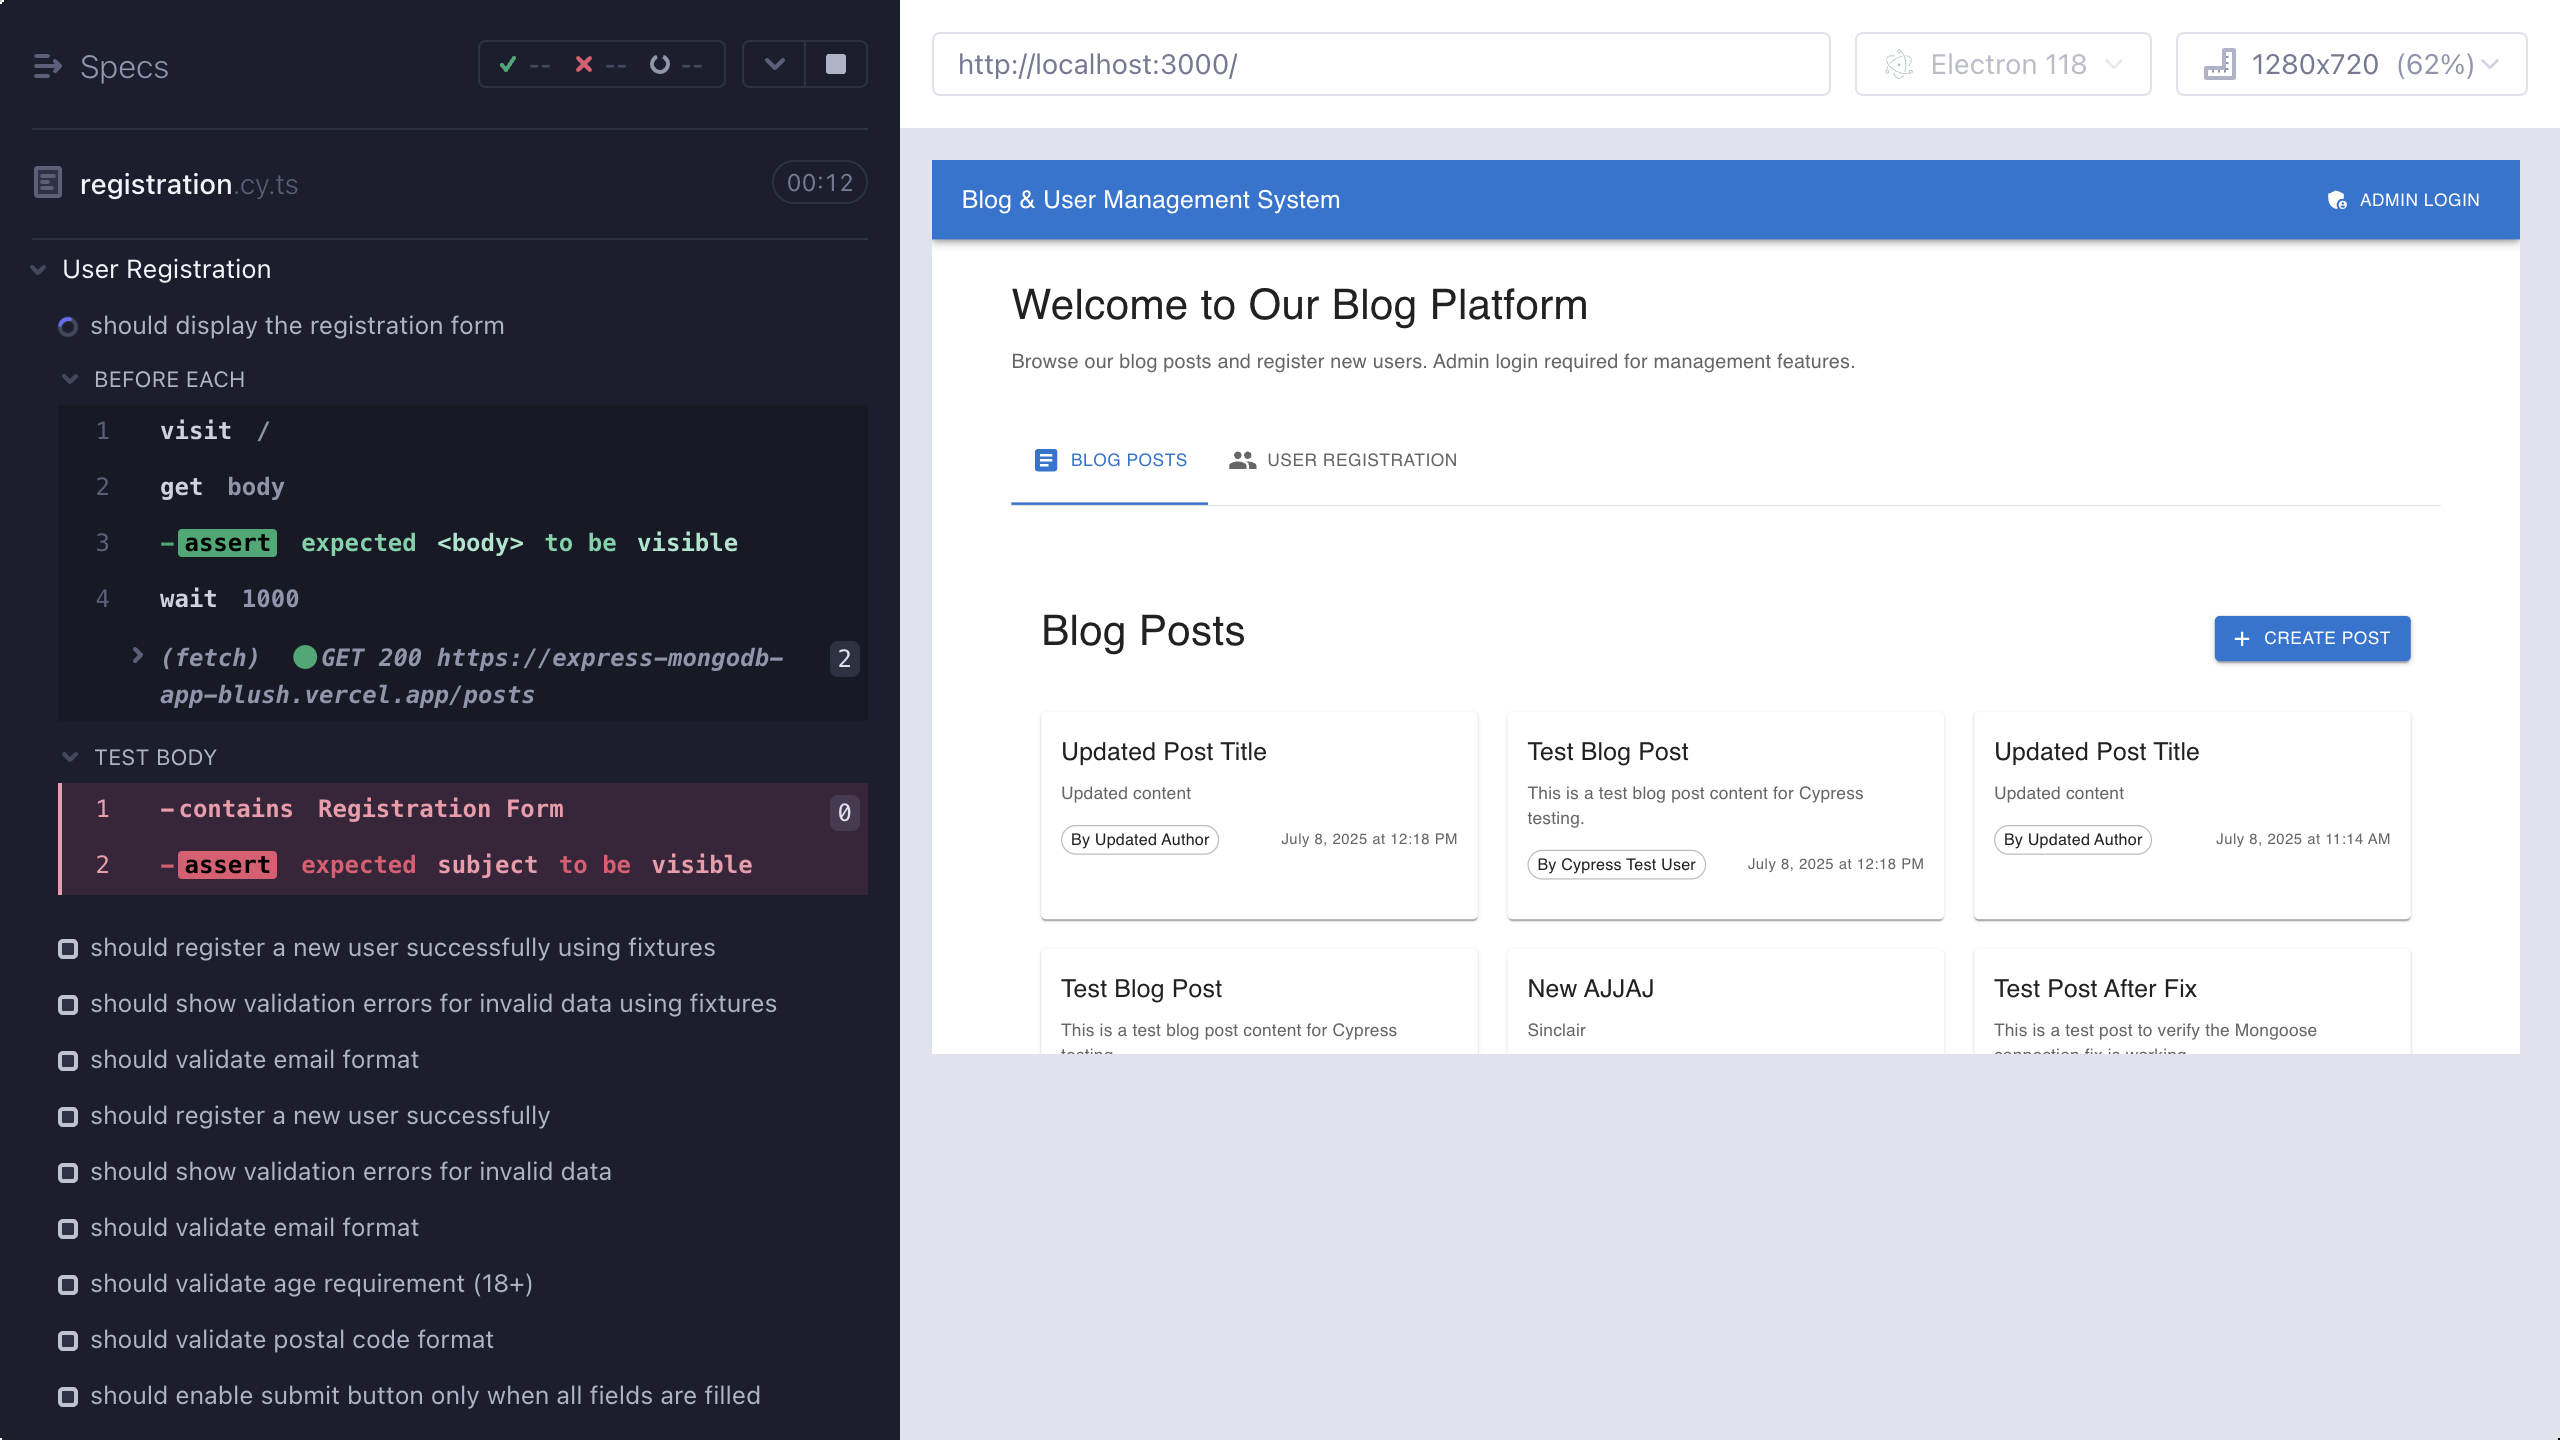 Specs
-- -- --
registration.cy.ts 00:12
User Registration
should display the registration form
BEFORE EACH
1 visit /
2 get body
3 -assert expected <body> to be visible
4 wait 1000
(fetch) GET 200 https://express-mongodb-
app-blush.vercel.app/posts 2
TEST BODY
1 -contains Registration Form 0
2 -assert expected subject to be visible
should register a new user successfully using fixtures
should show validation errors for invalid data using fixtures
should validate email format
should register a new user successfully
should show validation errors for invalid data
should validate email format
should validate age requirement (18+)
should validate postal code format
should enable submit button only when all fields are filled
http://localhost:3000/ Electron 118 1280x720 (62%)
Blog & User Management System ADMIN LOGIN
Welcome to Our Blog Platform
Browse our blog posts and register new users. Admin login required for management features.
BLOG POSTS USER REGISTRATION
Blog Posts + CREATE POST
Updated Post Title
Updated content
By Updated Author July 8, 2025 at 12:18 PM
Test Blog Post
This is a test blog post content for Cypress
testing.
By Cypress Test User July 8, 2025 at 12:18 PM
Updated Post Title
Updated content
By Updated Author July 8, 2025 at 11:14 AM
Test Blog Post
This is a test blog post content for Cypress
testing.
New AJJAJ
Sinclair
Test Post After Fix
This is a test post to verify the Mongoose
connection fix is working.